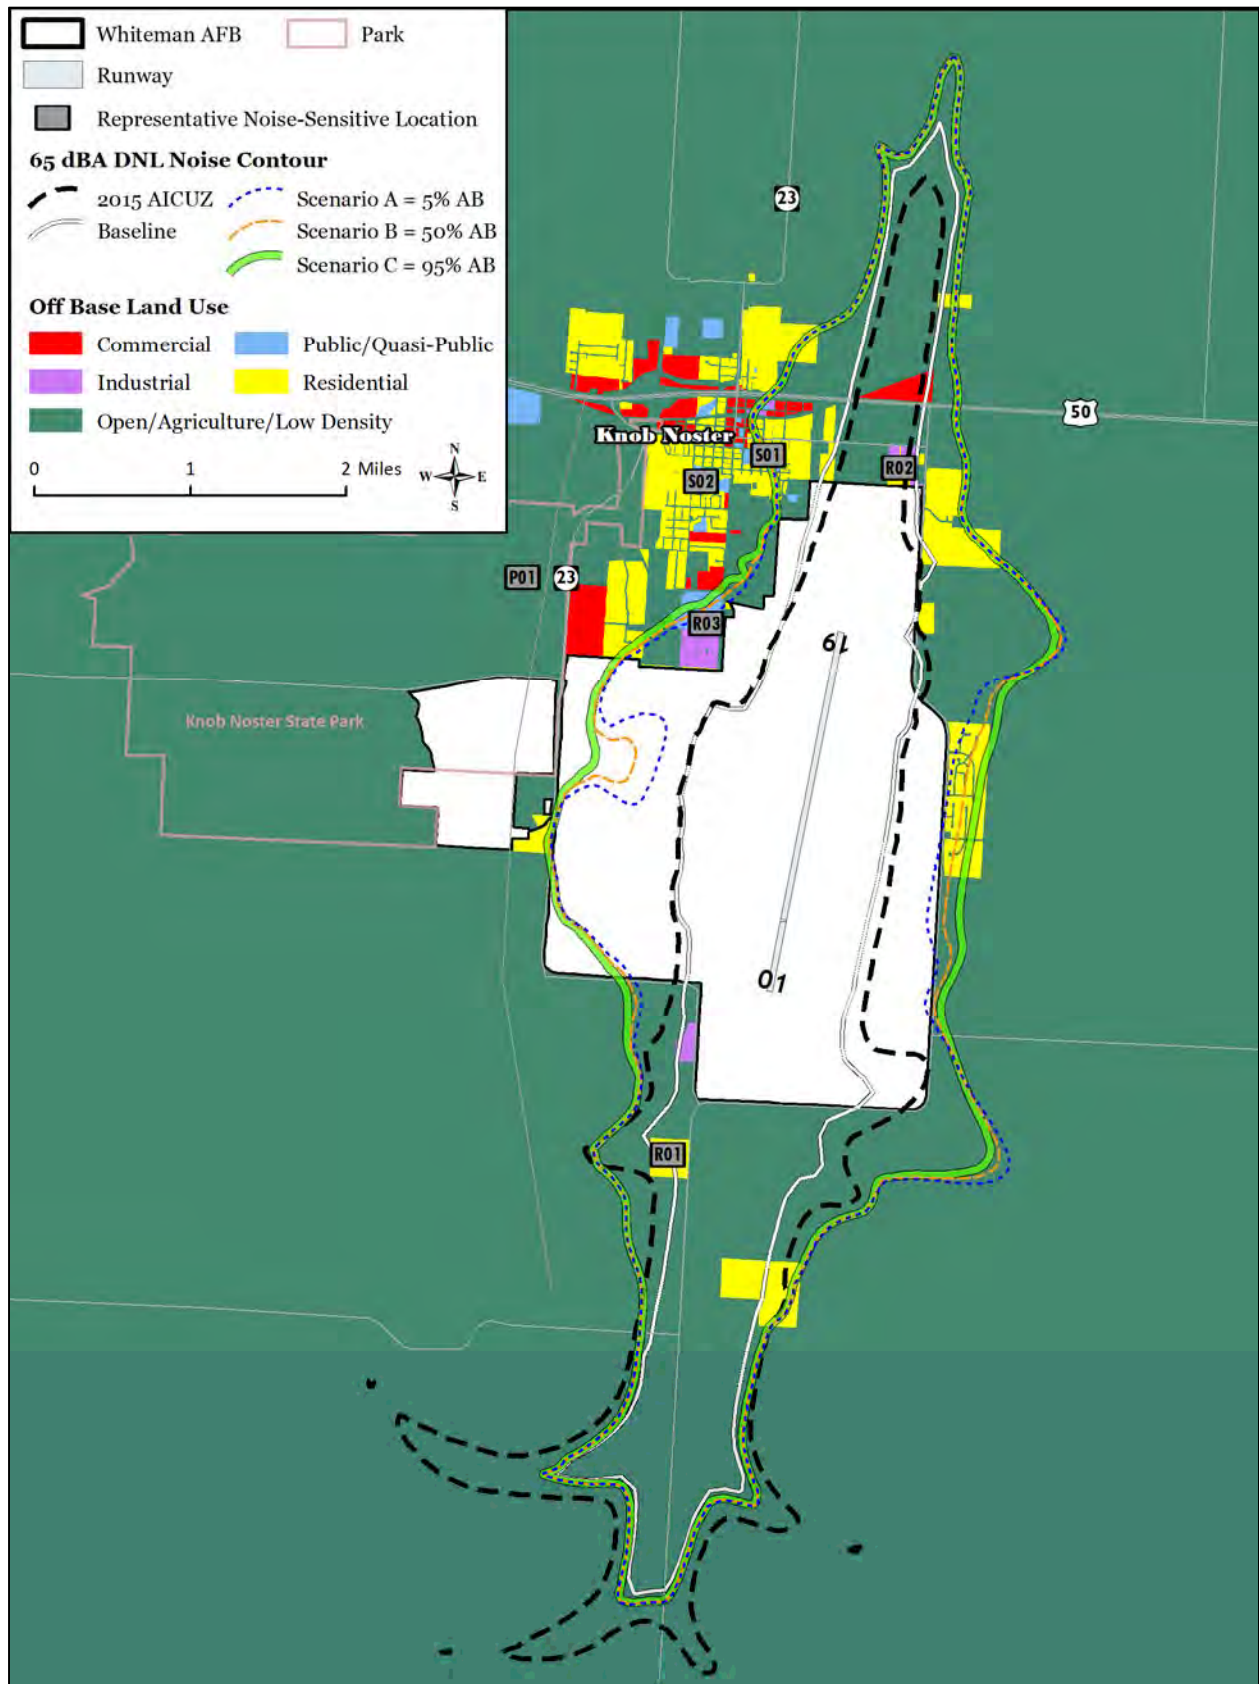 Whiteman AFB Park
Runway
Representative Noise-Sensitive Location
65 dBA DNL Noise Contour
2015 AICUZ Scenario A = 5% AB
Baseline Scenario B = 50% AB
Scenario C = 95% AB
Off Base Land Use
Commercial Public/Quasi-Public
Industrial Residential
Open/Agriculture/Low Density
0 1 2 Miles
N
W E
S
23
50
Knob Noster
S01
R02
S02
P01 23
R03
19
Knob Noster State Park
01
R01